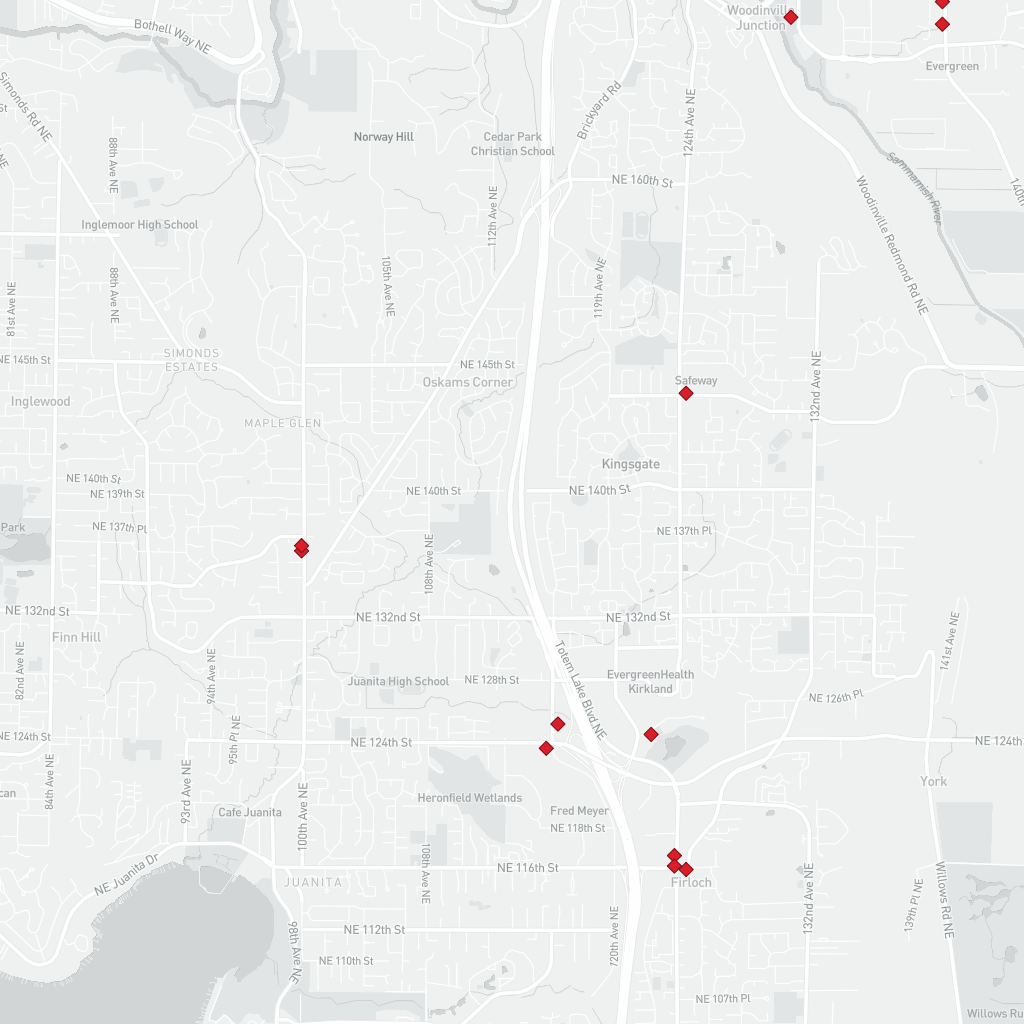 Woodinville
Junction
Bothell Way NE
Evergreen
Simonds Rd NE
St
NE
88th Ave NE
Norway Hill
Cedar Park
Christian School
Brickyard Rd
124th Ave NE
Sammamish River
140th
NE 160th St
Inglemoor High School
112th Ave NE
Woodinville Redmond Rd NE
81st Ave NE
88th Ave NE
105th Ave NE
119th Ave NE
SIMONDS
ESTATES
NE 145th St
NE 145th St
Oskams Corner
Safeway
132nd Ave NE
Inglewood
MAPLE GLEN
Kingsgate
NE 140th St
NE 139th St
NE 140th St
NE 140th St
Park
NE 137th Pl
NE 137th Pl
108th Ave NE
NE 132nd St
NE 132nd St
NE 132nd St
Finn Hill
82nd Ave NE
94th Ave NE
Juanita High School
NE 128th St
Totem Lake Blvd NE
EvergreenHealth
Kirkland
141st Ave NE
NE 126th Pl
NE 124th St
95th Pl NE
NE 124th St
NE 124th
84th Ave NE
93rd Ave NE
100th Ave NE
Cafe Juanita
Heronfield Wetlands
Fred Meyer
NE 118th St
York
NE Juanita Dr
JUANITA
108th Ave NE
NE 116th St
Firloch
132nd Ave NE
139th Pl NE
Willows Rd NE
98th Ave NE
NE 112th St
120th Ave NE
NE 110th St
NE 107th Pl
Willows Ru